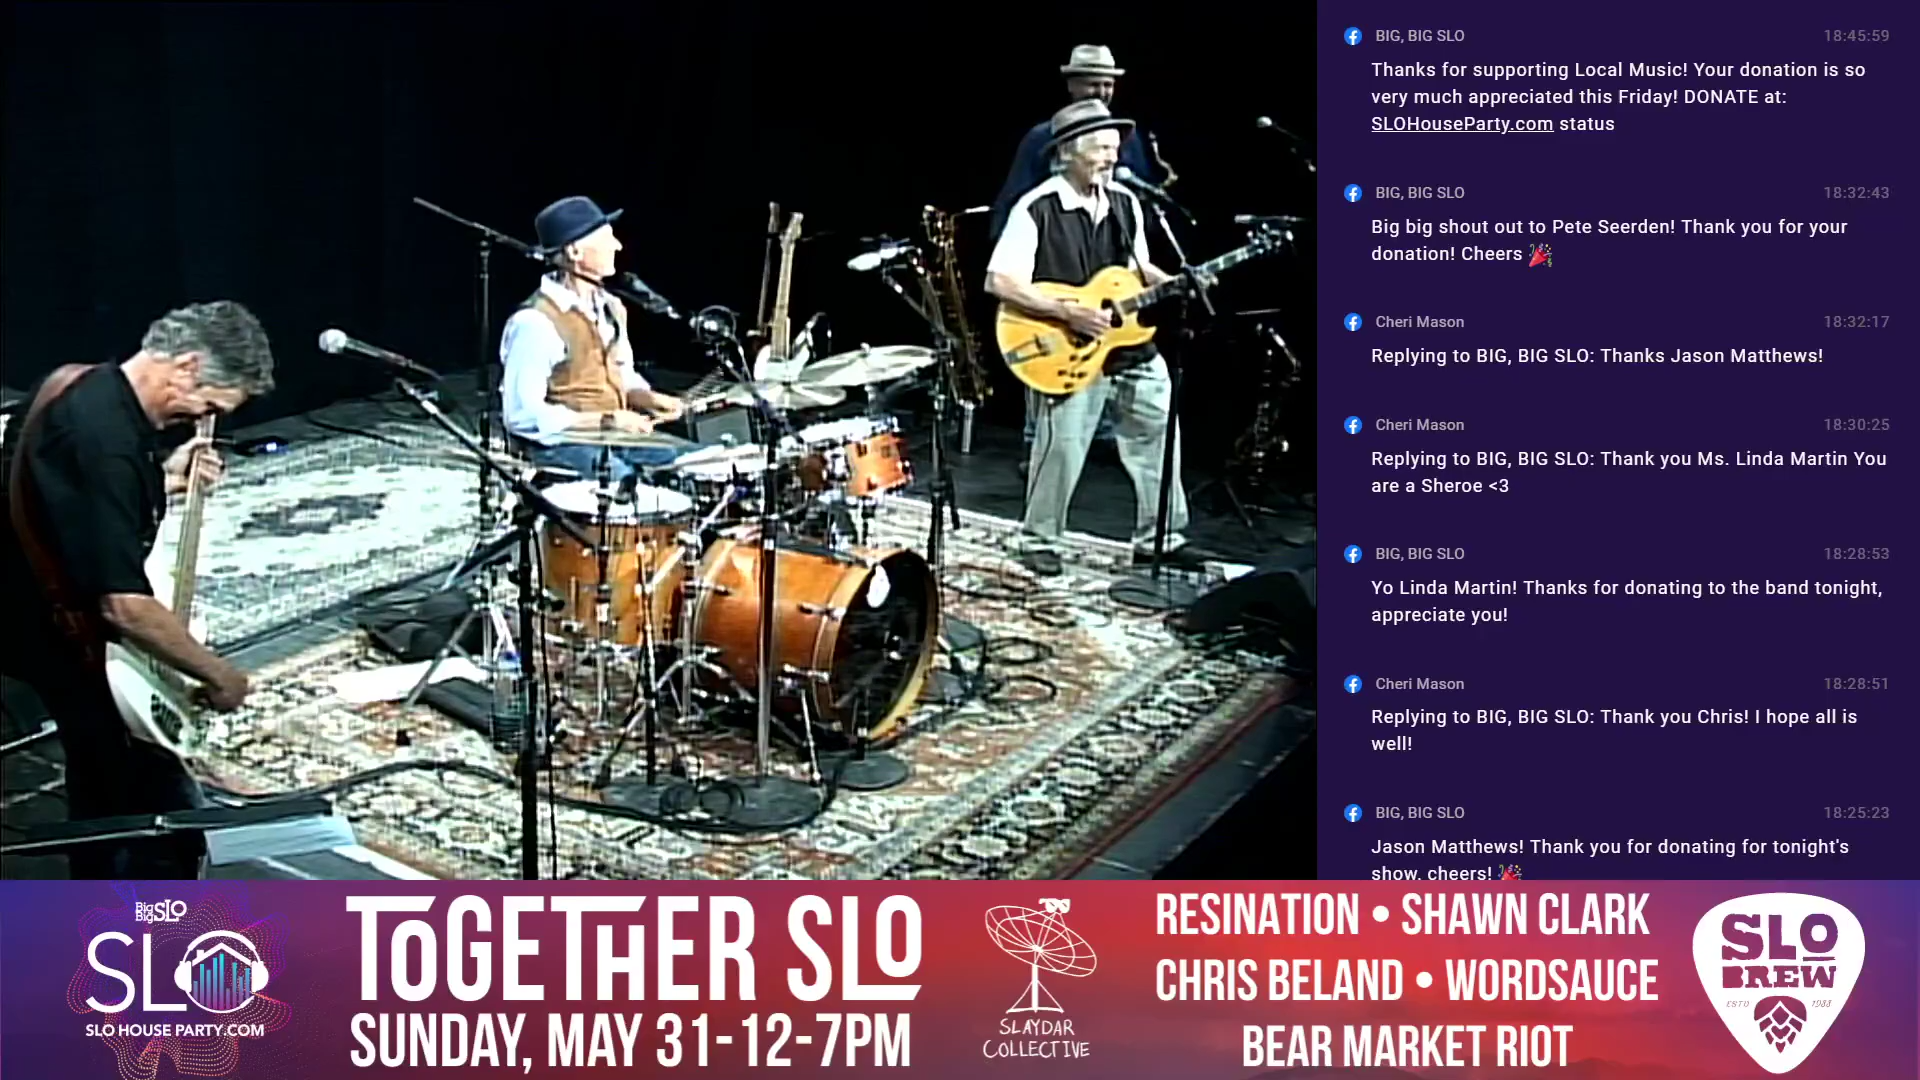 BIG, BIG SLO 18:45:59
Thanks for supporting Local Music! Your donation is so
very much appreciated this Friday! DONATE at:
SLOHouseParty.com status
BIG, BIG SLO 18:32:43
Big big shout out to Pete Seerden! Thank you for your
donation! Cheers 🎉
Cheri Mason 18:32:17
Replying to BIG, BIG SLO: Thanks Jason Matthews!
Cheri Mason 18:30:25
Replying to BIG, BIG SLO: Thank you Ms. Linda Martin You
are a Sheroe <3
BIG, BIG SLO 18:28:53
Yo Linda Martin! Thanks for donating to the band tonight,
appreciate you!
Cheri Mason 18:28:51
Replying to BIG, BIG SLO: Thank you Chris! I hope all is
well!
BIG, BIG SLO 18:25:23
Jason Matthews! Thank you for donating for tonight's
show, cheers! 🎉
Big Big SLO
SLO
SLO HOUSE PARTY.COM
TOGETHER SLO
SUNDAY, MAY 31-12-7PM
SLAYDAR
COLLECTIVE
RESINATION • SHAWN CLARK
CHRIS BELAND • WORDSAUCE
BEAR MARKET RIOT
SLO
BREW
ESTD 1988